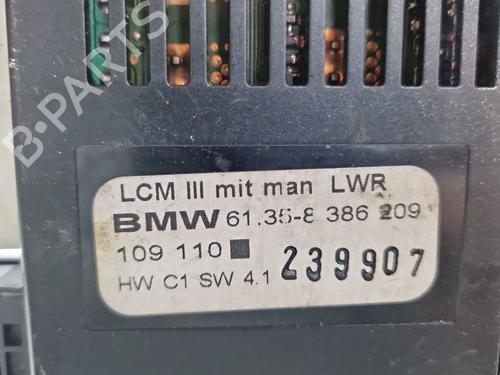 B-PARTS
LCM III mit man LWR
BMW 61.35-8 386 209
109 110 ■
HW C1 SW 4.1 239907